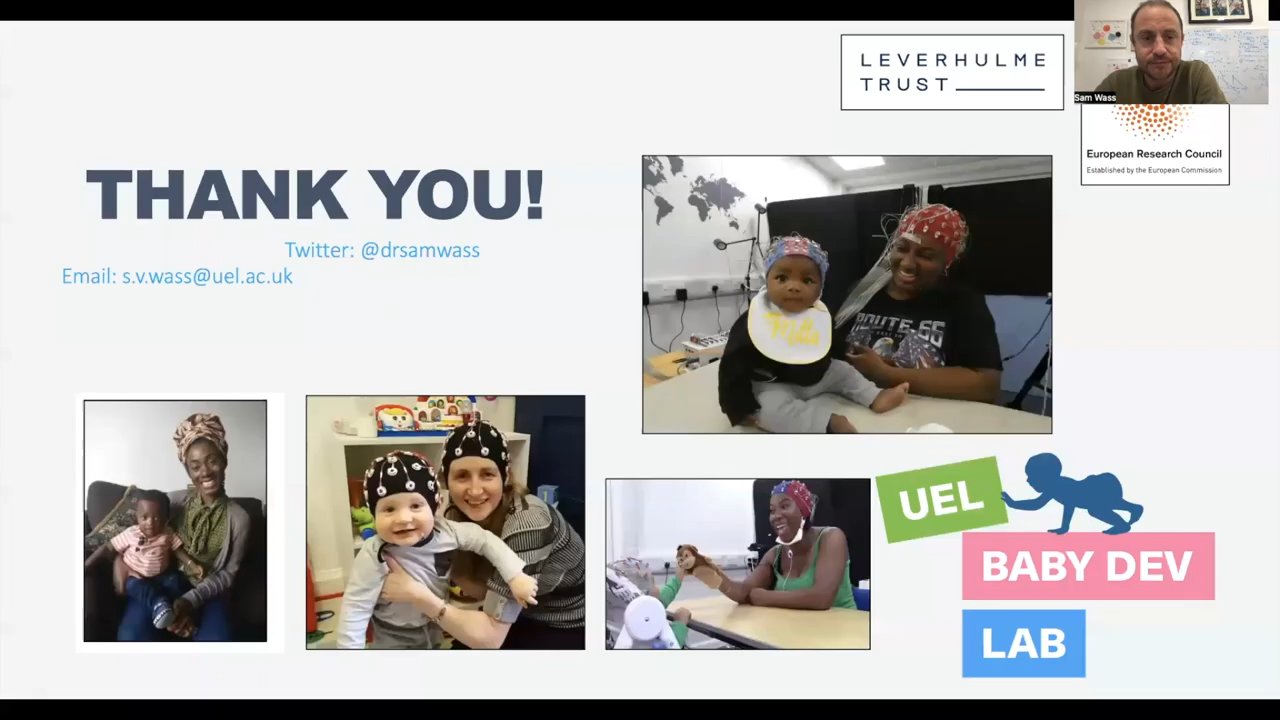 LEVERHULME
TRUST
Sam Wass
European Research Council
Established by the European Commission
THANK YOU!
Twitter: @drsamwass
Email: s.v.wass@uel.ac.uk
ROUTE 66
UEL
BABY DEV
LAB